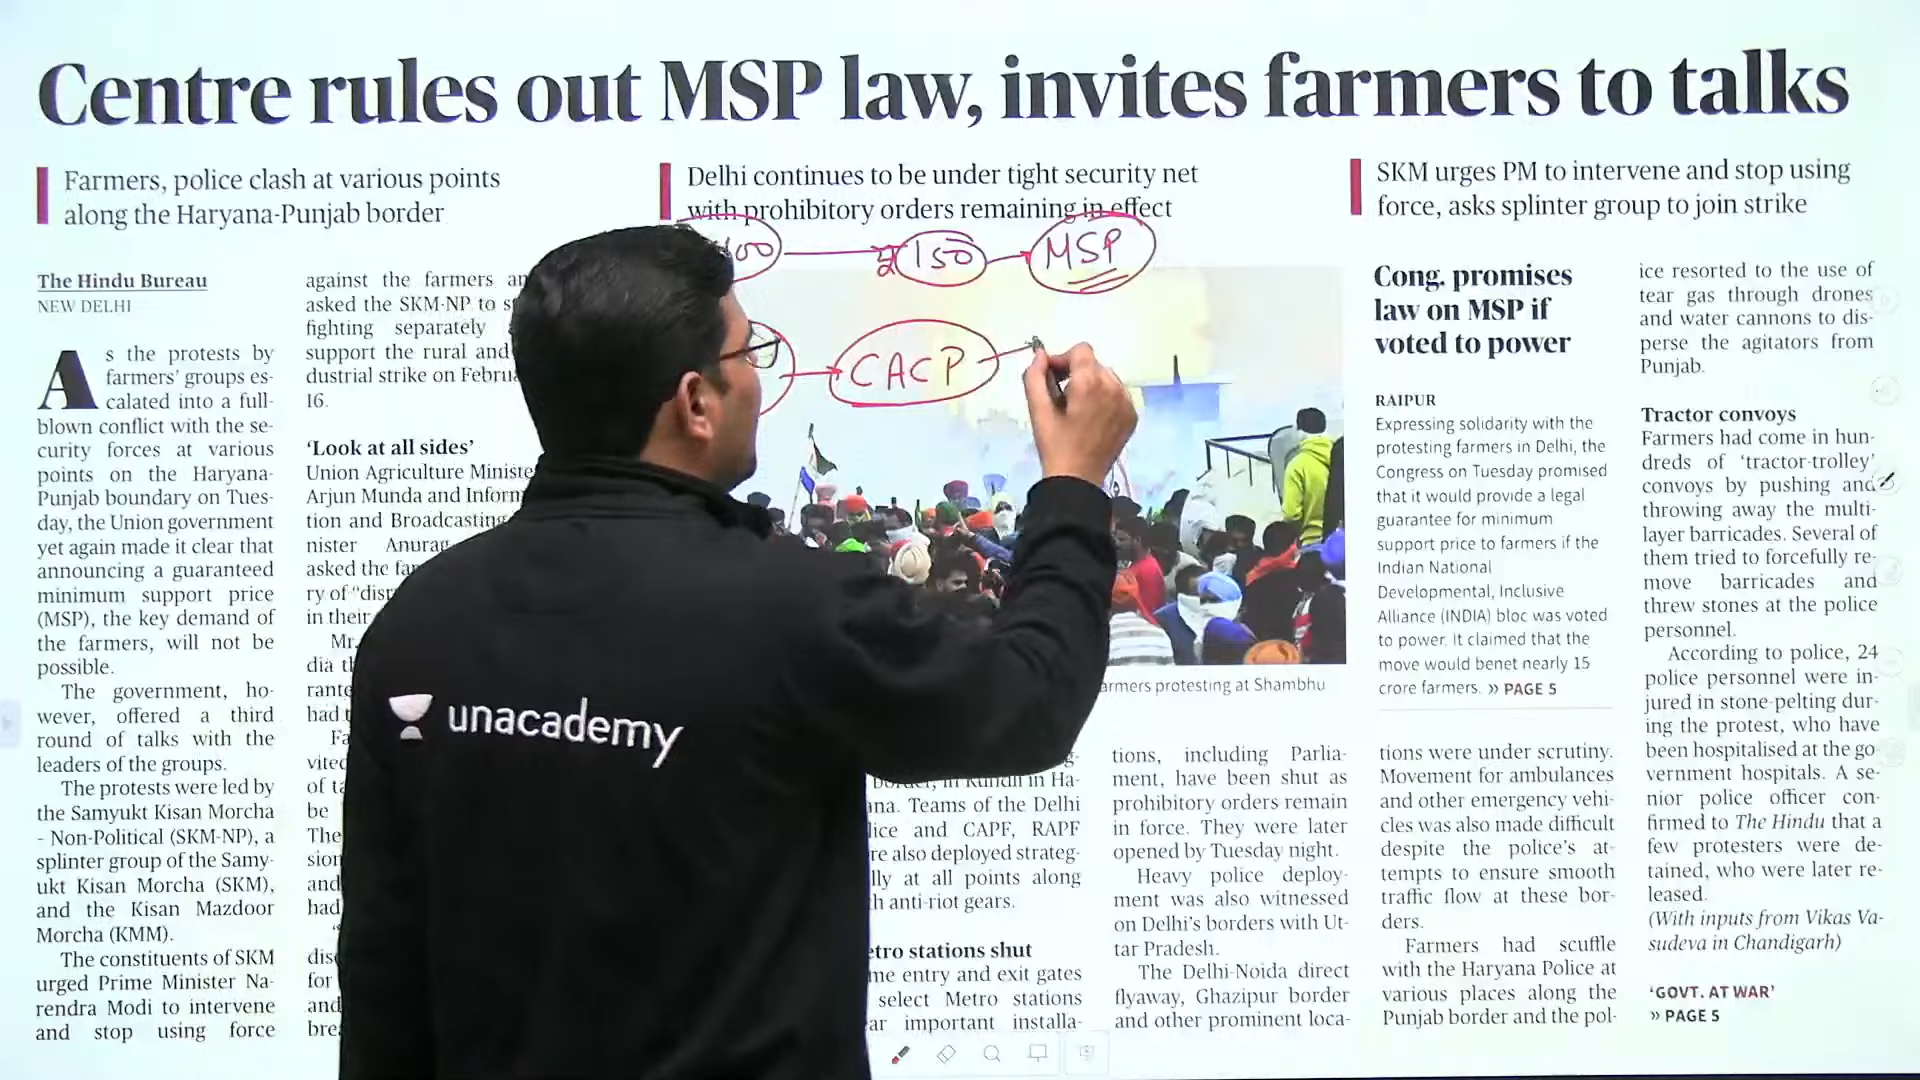 Centre rules out MSP law, invites farmers to talks
Farmers, police clash at various points
along the Haryana-Punjab border
Delhi continues to be under tight security net
with prohibitory orders remaining in effect
SKM urges PM to intervene and stop using
force, asks splinter group to join strike
150
MSP
CACP
The Hindu Bureau
NEW DELHI
As the protests by
farmers' groups es-
calated into a full-
blown conflict with the se-
curity forces at various
points on the Haryana-
Punjab boundary on Tues-
day, the Union government
yet again made it clear that
announcing a guaranteed
minimum support price
(MSP), the key demand of
the farmers, will not be
possible.
The government, ho-
wever, offered a third
round of talks with the
leaders of the groups.
The protests were led by
the Samyukt Kisan Morcha
- Non-Political (SKM-NP), a
splinter group of the Samy-
ukt Kisan Morcha (SKM),
and the Kisan Mazdoor
Morcha (KMM).
The constituents of SKM
urged Prime Minister Na-
rendra Modi to intervene
and stop using force
against the farmers
asked the SKM-NP to
fighting separately
support the rural and
dustrial strike on
16.
'Look at all sides'
Union Agriculture
Arjun Munda and
tion and Broadcasting
nister Anurag
asked the
ry of
in their
Mr.
dia
had
of
be
The
and
had
for
and
unacademy
armers protesting at Shambhu
in Ha-
ana. Teams of the Delhi
lice and CAPF, RAPF
re also deployed strateg-
lly at all points along
h anti-riot gears.
etro stations shut
me entry and exit gates
select Metro stations
ar important installa-
tions, including Parlia-
ment, have been shut as
prohibitory orders remain
in force. They were later
opened by Tuesday night.
Heavy police deploy-
ment was also witnessed
on Delhi's borders with Ut-
tar Pradesh.
The Delhi-Noida direct
flyaway, Ghazipur border
and other prominent loca-
Cong. promises
law on MSP if
voted to power
RAIPUR
Expressing solidarity with the
protesting farmers in Delhi, the
Congress on Tuesday promised
that it would provide a legal
guarantee for minimum
support price to farmers if the
Indian National
Developmental, Inclusive
Alliance (INDIA) bloc was voted
to power. It claimed that the
move would benet nearly 15
crore farmers. » PAGE 5
tions were under scrutiny.
Movement for ambulances
and other emergency vehi-
cles was also made difficult
despite the police's at-
tempts to ensure smooth
traffic flow at these bor-
ders.
Farmers had scuffle
with the Haryana Police at
various places along the
Punjab border and the pol-
ice resorted to the use of
tear gas through drones
and water cannons to dis-
perse the agitators from
Punjab.
Tractor convoys
Farmers had come in hun-
dreds of 'tractor-trolley'
convoys by pushing and
throwing away the multi-
layer barricades. Several of
them tried to forcefully re-
move barricades and
threw stones at the police
personnel.
According to police, 24
police personnel were in-
jured in stone-pelting dur-
ing the protest, who have
been hospitalised at the go-
vernment hospitals. A se-
nior police officer con-
firmed to The Hindu that a
few protesters were de-
tained, who were later re-
leased.
(With inputs from Vikas Va-
sudeva in Chandigarh)
'GOVT. AT WAR'
» PAGE 5